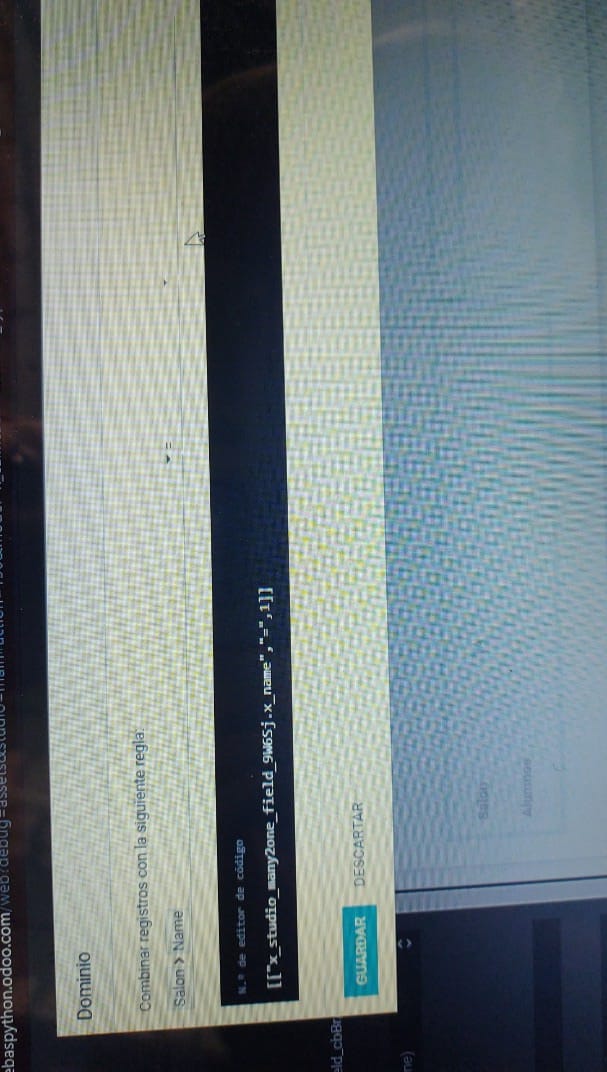 ebaspython.odoo.com/web?debug=assets&studio=main
Dominio
Combinar registros con la siguiente regla:
Salon > Name
=
N.º de editor de código
[["x_studio_many2one_field_9W6Sj.x_name","=",1]]
eld_cbBr
GUARDAR DESCARTAR
ne)
Salon
Alumnos